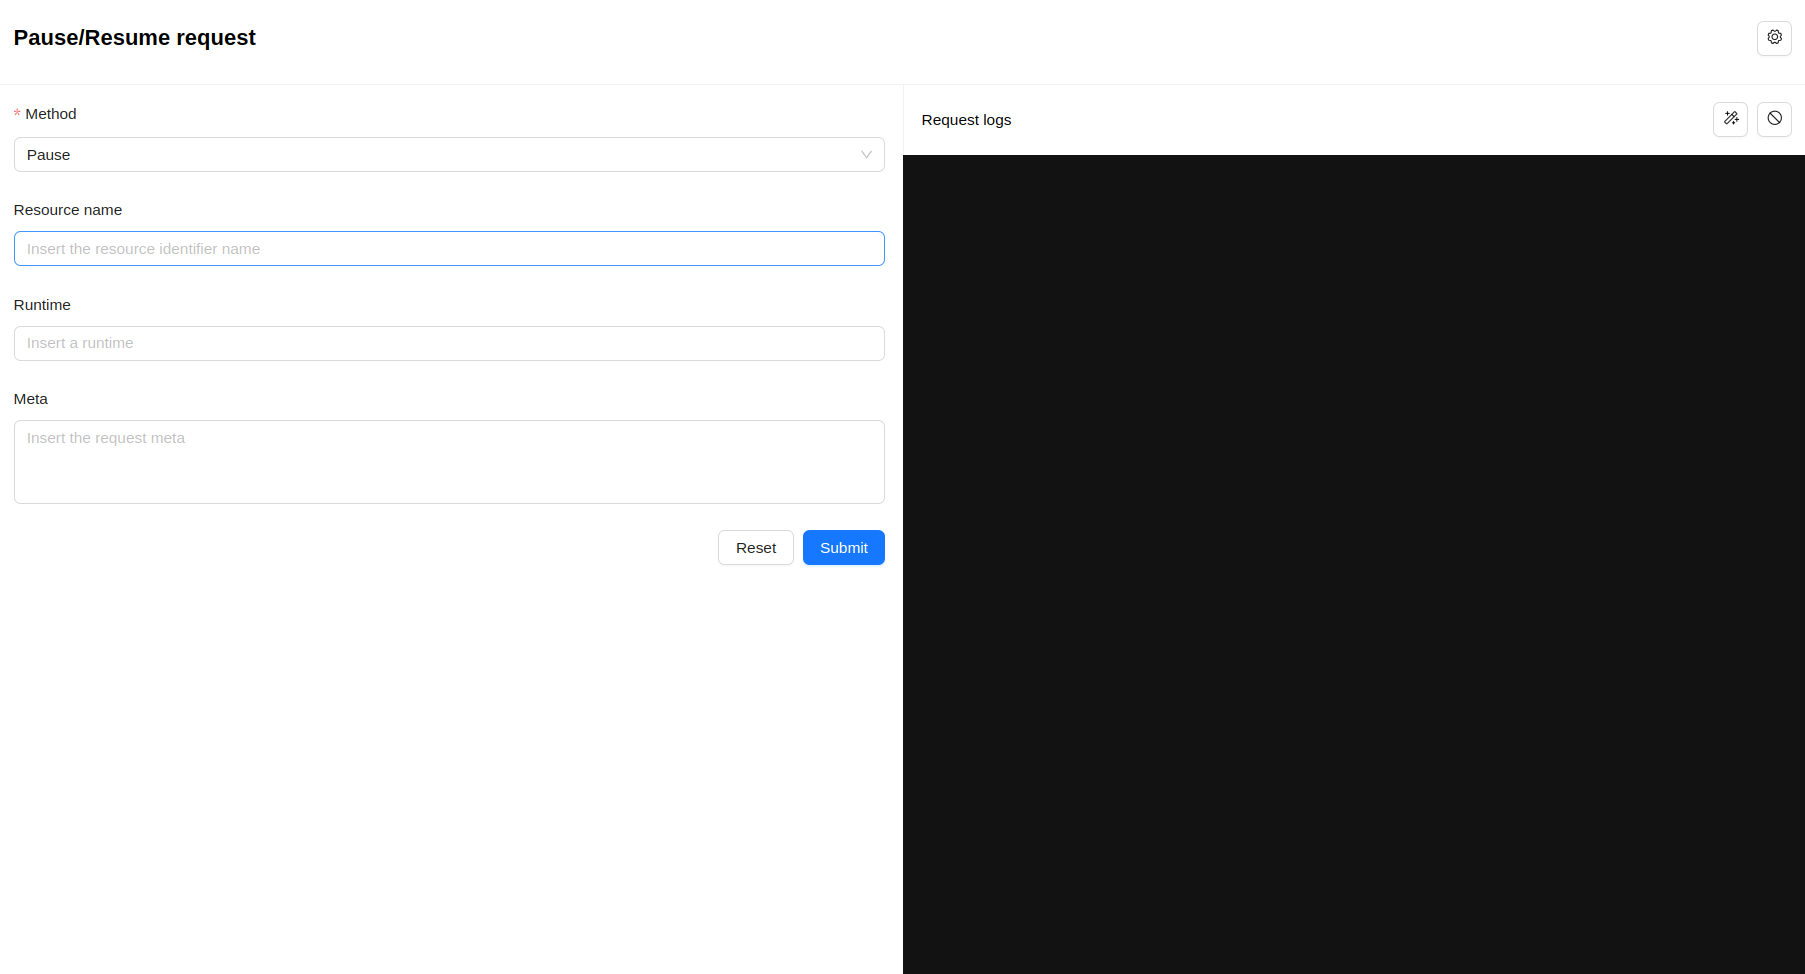 Pause/Resume request
* Method
Pause
Resource name
Insert the resource identifier name
Runtime
Insert a runtime
Meta
Insert the request meta
Reset
Submit
Request logs